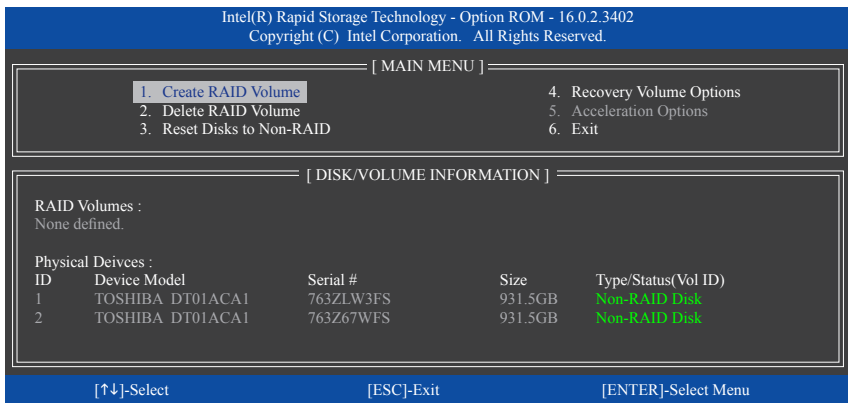 Intel(R) Rapid Storage Technology - Option ROM - 16.0.2.3402
Copyright (C) Intel Corporation. All Rights Reserved.
[ MAIN MENU ]
1. Create RAID Volume
2. Delete RAID Volume
3. Reset Disks to Non-RAID
4. Recovery Volume Options
5. Acceleration Options
6. Exit
[ DISK/VOLUME INFORMATION ]
RAID Volumes :
None defined.
Physical Deivces :
ID Device Model Serial # Size Type/Status(Vol ID)
1 TOSHIBA DT01ACA1 763ZLW3FS 931.5GB Non-RAID Disk
2 TOSHIBA DT01ACA1 763Z67WFS 931.5GB Non-RAID Disk
[↑↓]-Select [ESC]-Exit [ENTER]-Select Menu